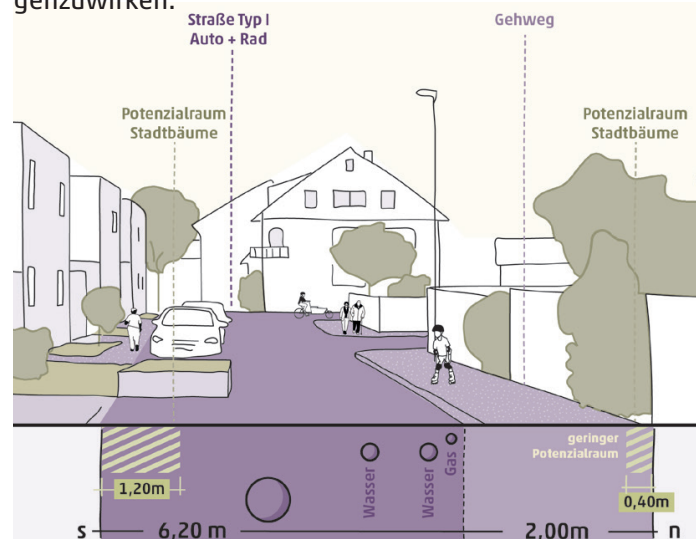 genzuwirken.
Straße Typ I
Auto + Rad
Gehweg
Potenzialraum
Stadtbäume
Potenzialraum
Stadtbäume
geringer
Potenzialraum
Wasser
Wasser
Gas
1,20m
0,40m
s
6,20 m
2,00m
n